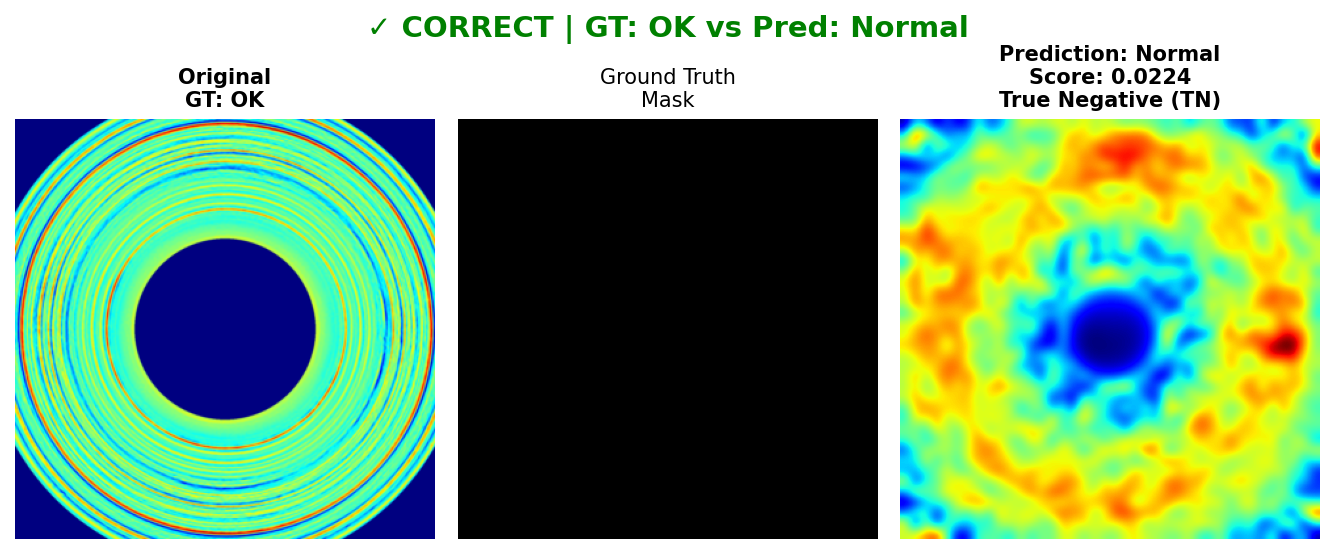 ✓ CORRECT | GT: OK vs Pred: Normal
Original
GT: OK
Ground Truth
Mask
Prediction: Normal
Score: 0.0224
True Negative (TN)